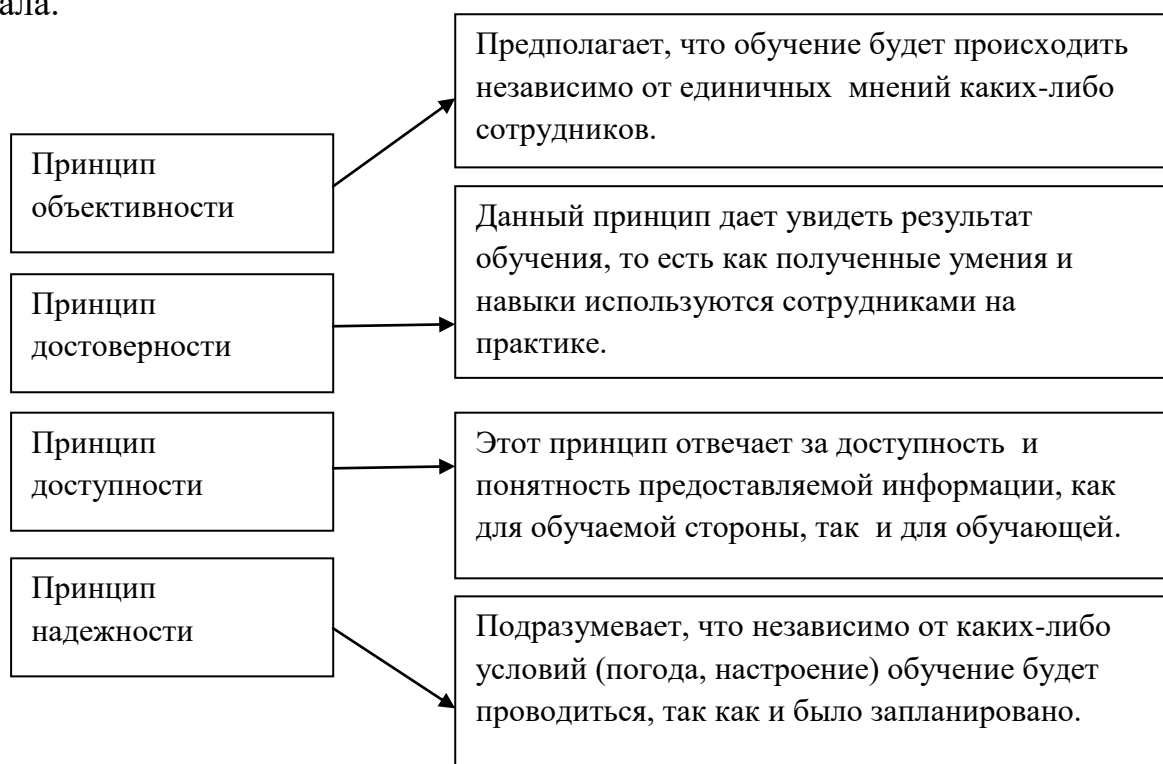 ала.
Предполагает, что обучение будет происходить
независимо от единичных мнений каких-либо
сотрудников.
Принцип
объективности
Данный принцип дает увидеть результат
обучения, то есть как полученные умения и
навыки используются сотрудниками на
практике.
Принцип
достоверности
Принцип
доступности
Этот принцип отвечает за доступность и
понятность предоставляемой информации, как
для обучаемой стороны, так и для обучающей.
Принцип
надежности
Подразумевает, что независимо от каких-либо
условий (погода, настроение) обучение будет
проводиться, так как и было запланировано.